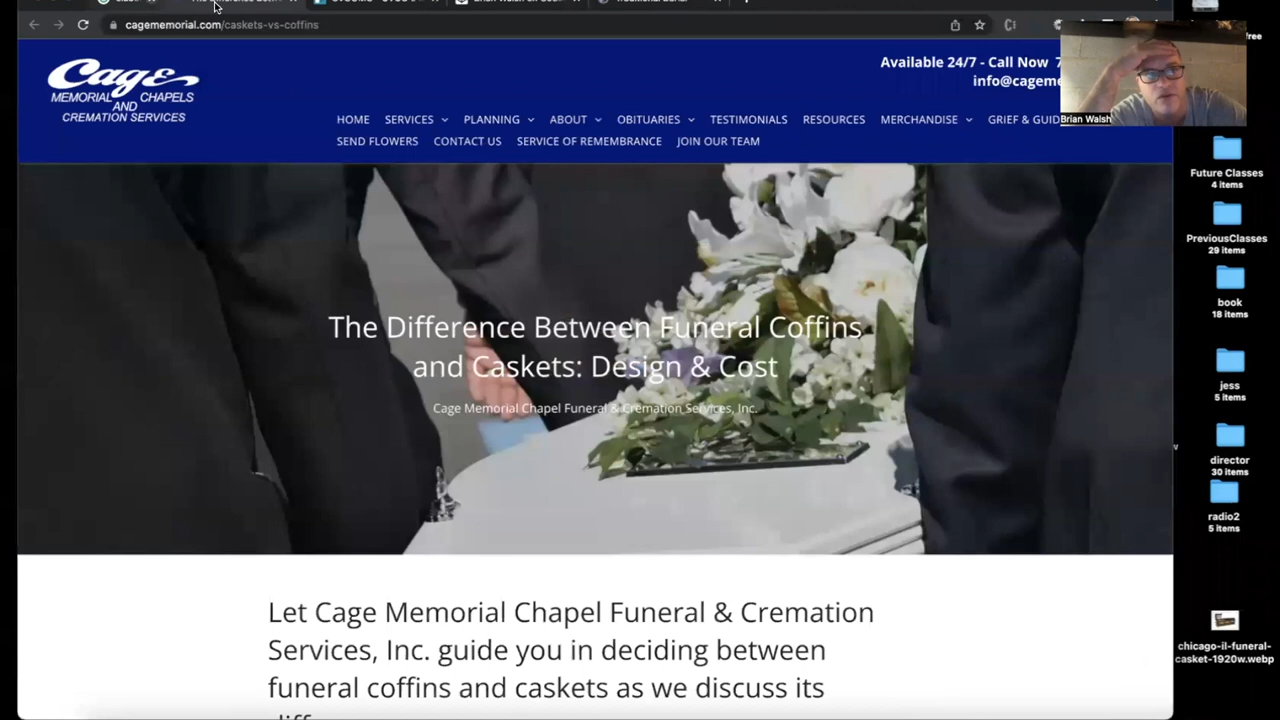 cagememorial.com/caskets-vs-coffins
free
Cage
MEMORIAL CHAPELS
AND
CREMATION SERVICES
Available 24/7 - Call Now 7
info@cageme
HOME SERVICES PLANNING ABOUT OBITUARIES TESTIMONIALS RESOURCES MERCHANDISE GRIEF & GUID
SEND FLOWERS CONTACT US SERVICE OF REMEMBRANCE JOIN OUR TEAM
Brian Walsh
The Difference Between Funeral Coffins
and Caskets: Design & Cost
Cage Memorial Chapel Funeral & Cremation Services, Inc.
Let Cage Memorial Chapel Funeral & Cremation
Services, Inc. guide you in deciding between
funeral coffins and caskets as we discuss its
Future Classes
4 items
PreviousClasses
29 items
book
18 items
jess
5 items
director
30 items
radio2
5 items
chicago-il-funeral-
casket-1920w.webp